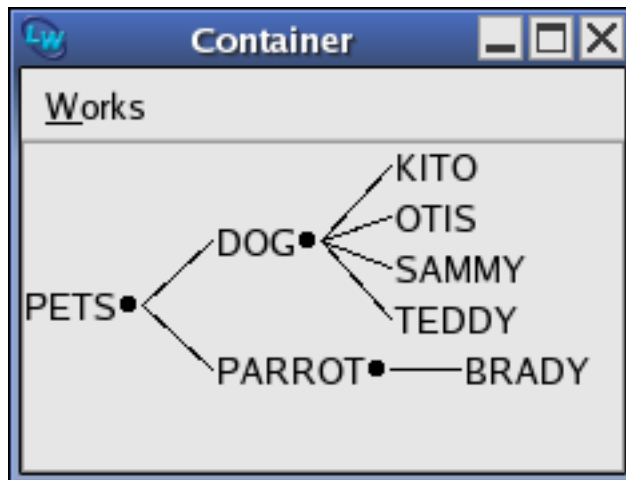 LW Container
Works
KITO
OTIS
DOG
SAMMY
PETS
TEDDY
PARROT BRADY